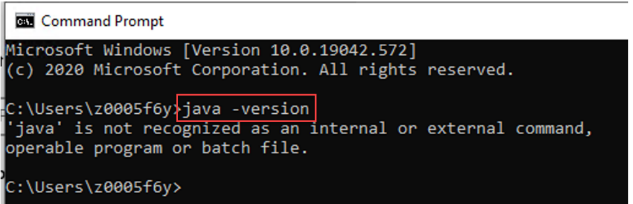 Command Prompt
Microsoft Windows [Version 10.0.19042.572]
(c) 2020 Microsoft Corporation. All rights reserved.
C:\Users\z0005f6y>java -version
'java' is not recognized as an internal or external command,
operable program or batch file.
C:\Users\z0005f6y>